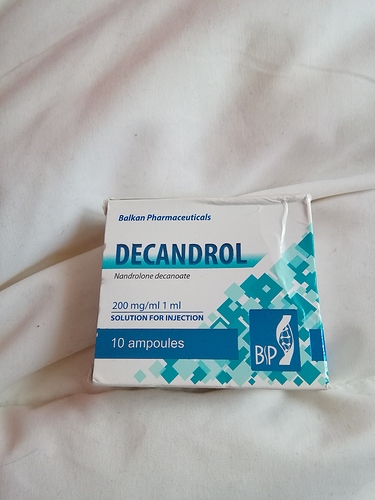 Balkan Pharmaceuticals
DECANDROL
Nandrolone decanoate
200 mg/ml 1 ml
SOLUTION FOR INJECTION
10 ampoules
BP